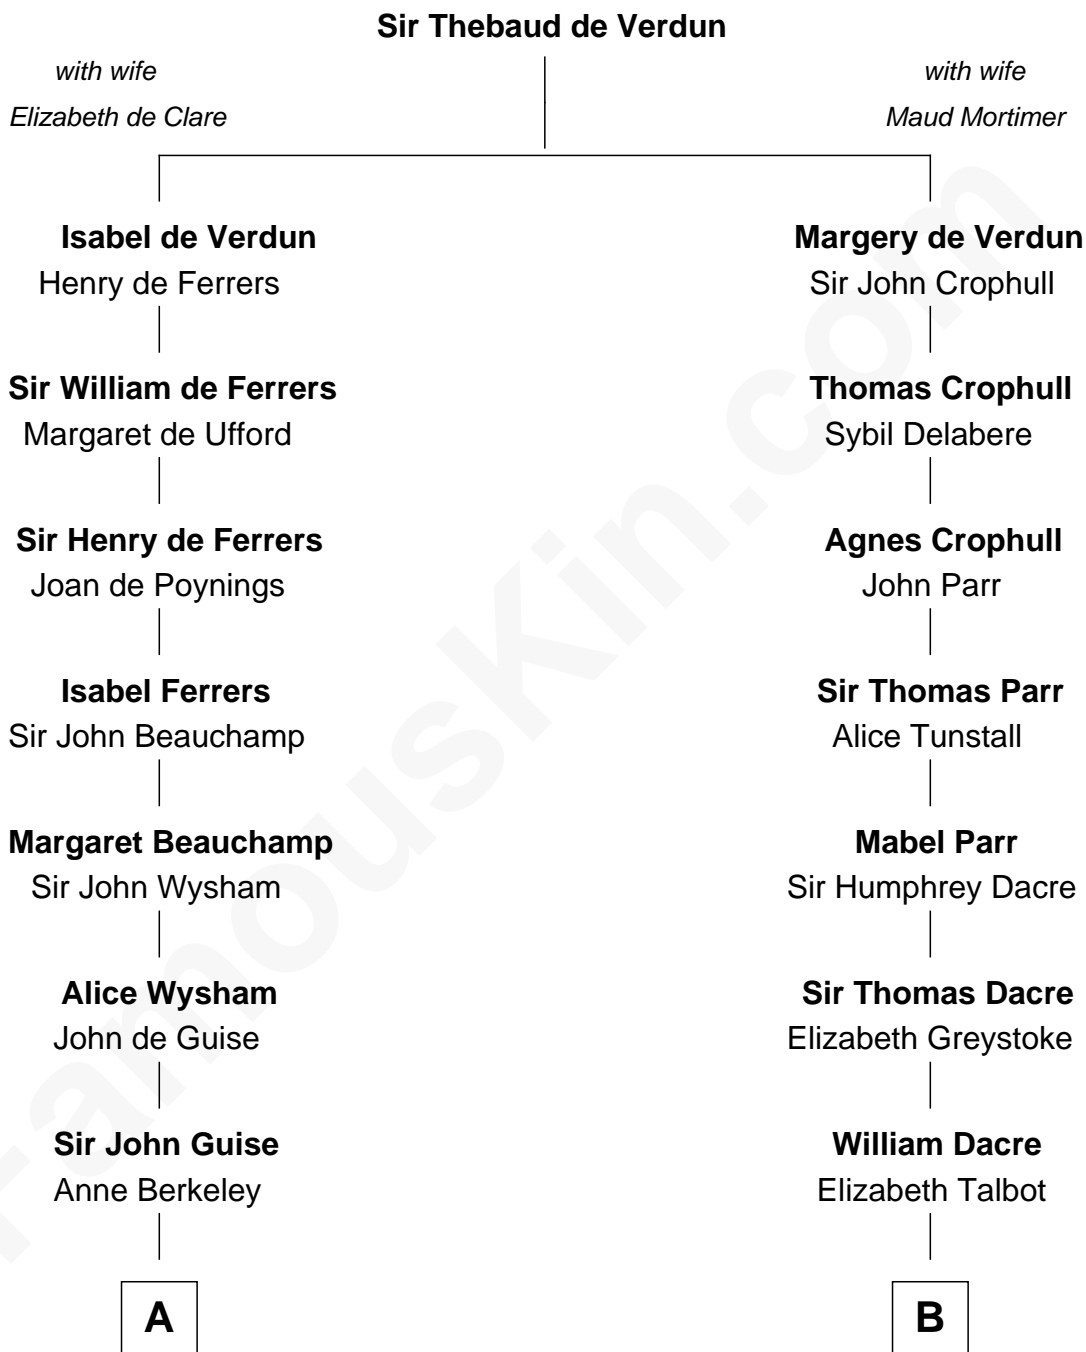 Sir Thebaud de Verdun
with wife
Elizabeth de Clare
with wife
Maud Mortimer
Isabel de Verdun
Henry de Ferrers
Margery de Verdun
Sir John Crophull
Sir William de Ferrers
Margaret de Ufford
Thomas Crophull
Sybil Delabere
Sir Henry de Ferrers
Joan de Poynings
Agnes Crophull
John Parr
Isabel Ferrers
Sir John Beauchamp
Sir Thomas Parr
Alice Tunstall
Margaret Beauchamp
Sir John Wysham
Mabel Parr
Sir Humphrey Dacre
Alice Wysham
John de Guise
Sir Thomas Dacre
Elizabeth Greystoke
Sir John Guise
Anne Berkeley
William Dacre
Elizabeth Talbot
A
B
FamousKin.com